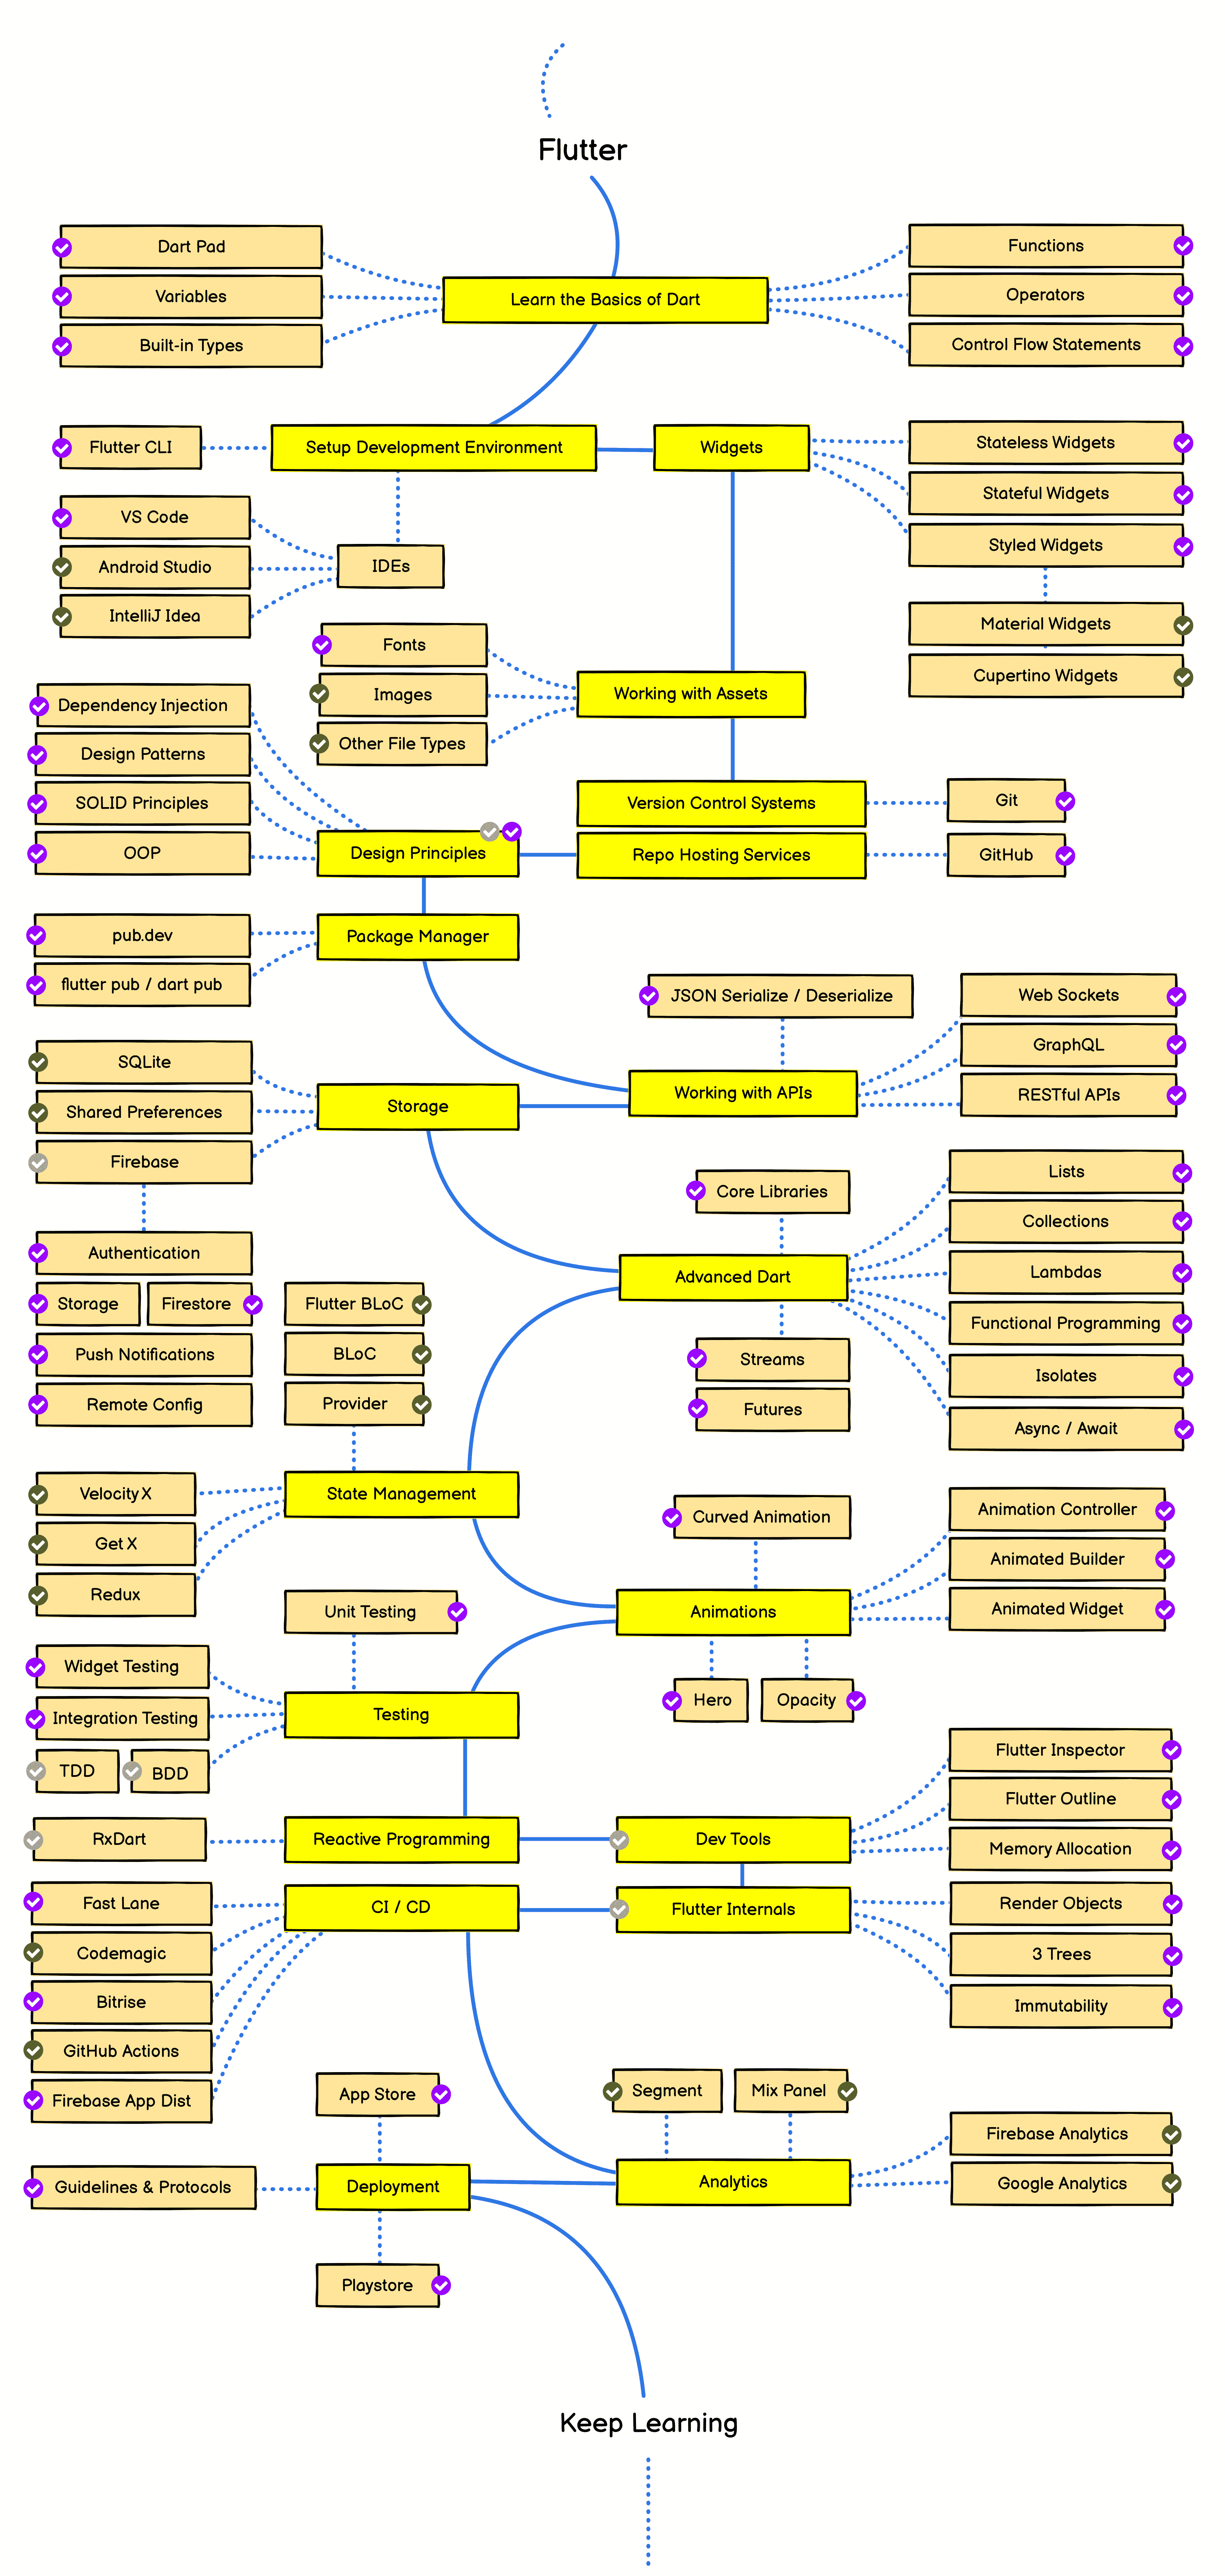 Flutter
Dart Pad
Variables
Built-in Types
Learn the Basics of Dart
Functions
Operators
Control Flow Statements
Flutter CLI
Setup Development Environment
Widgets
Stateless Widgets
Stateful Widgets
Styled Widgets
VS Code
Android Studio
IntelliJ Idea
IDEs
Material Widgets
Cupertino Widgets
Fonts
Images
Other File Types
Working with Assets
Dependency Injection
Design Patterns
SOLID Principles
OOP
Design Principles
Version Control Systems
Repo Hosting Services
Git
GitHub
pub.dev
flutter pub / dart pub
Package Manager
JSON Serialize / Deserialize
Web Sockets
GraphQL
RESTful APIs
Working with APIs
SQLite
Shared Preferences
Firebase
Storage
Authentication
Storage
Firestore
Push Notifications
Remote Config
Core Libraries
Advanced Dart
Streams
Futures
Lists
Collections
Lambdas
Functional Programming
Isolates
Async / Await
Flutter BLoC
BLoC
Provider
State Management
Velocity X
Get X
Redux
Curved Animation
Animations
Hero
Opacity
Animation Controller
Animated Builder
Animated Widget
Unit Testing
Testing
Widget Testing
Integration Testing
TDD
BDD
RxDart
Reactive Programming
Dev Tools
Flutter Inspector
Flutter Outline
Memory Allocation
Fast Lane
Codemagic
Bitrise
GitHub Actions
Firebase App Dist
CI / CD
Flutter Internals
Render Objects
3 Trees
Immutability
App Store
Segment
Mix Panel
Firebase Analytics
Google Analytics
Guidelines & Protocols
Deployment
Analytics
Playstore
Keep Learning